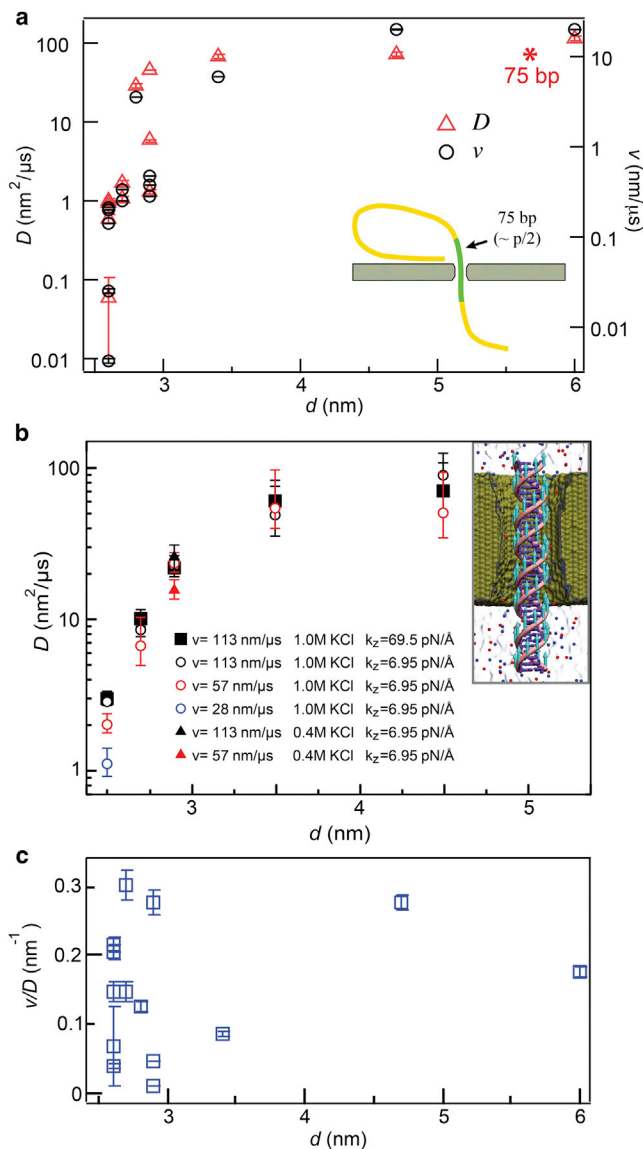 a
100
10
1
0.1
0.01
D (nm²/µs)
10
1
0.1
0.01
v (nm/µs)
75 bp
D
v
75 bp
(~ p/2)
3
4
5
6
d (nm)
b
100
10
1
D (nm²/µs)
v= 113 nm/µs 1.0M KCl k_z=69.5 pN/Å
v= 113 nm/µs 1.0M KCl k_z=6.95 pN/Å
v= 57 nm/µs 1.0M KCl k_z=6.95 pN/Å
v= 28 nm/µs 1.0M KCl k_z=6.95 pN/Å
v= 113 nm/µs 0.4M KCl k_z=6.95 pN/Å
v= 57 nm/µs 0.4M KCl k_z=6.95 pN/Å
3
4
5
d (nm)
c
0.3
0.2
0.1
0
v/D (nm⁻¹)
3
4
5
6
d (nm)